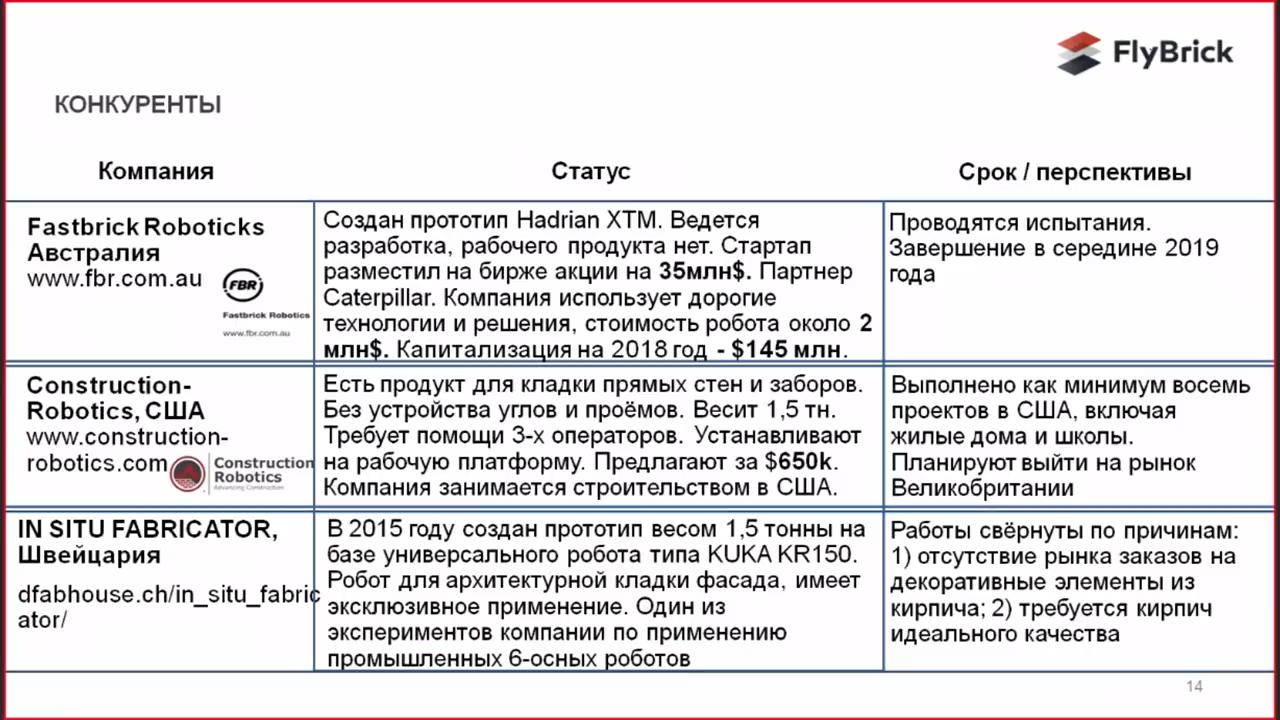 FlyBrick
КОНКУРЕНТЫ
Компания
Статус
Срок / перспективы
Fastbrick Roboticks
Австралия
www.fbr.com.au
FBR
Fastbrick Robotics
www.fbr.com.au
Создан прототип Hadrian XTM. Ведется
разработка, рабочего продукта нет. Стартап
разместил на бирже акции на 35млн$. Партнер
Caterpillar. Компания использует дорогие
технологии и решения, стоимость робота около 2
млн$. Капитализация на 2018 год - $145 млн.
Проводятся испытания.
Завершение в середине 2019
года
Construction-
Robotics, США
www.construction-
robotics.com
Construction
Robotics
Advancing Construction
Есть продукт для кладки прямых стен и заборов.
Без устройства углов и проёмов. Весит 1,5 тн.
Требует помощи 3-х операторов. Устанавливают
на рабочую платформу. Предлагают за $650k.
Компания занимается строительством в США.
Выполнено как минимум восемь
проектов в США, включая
жилые дома и школы.
Планируют выйти на рынок
Великобритании
IN SITU FABRICATOR,
Швейцария
dfabhouse.ch/in_situ_fabric
ator/
В 2015 году создан прототип весом 1,5 тонны на
базе универсального робота типа KUKA KR150.
Робот для архитектурной кладки фасада, имеет
эксклюзивное применение. Один из
экспериментов компании по применению
промышленных 6-осных роботов
Работы свёрнуты по причинам:
1) отсутствие рынка заказов на
декоративные элементы из
кирпича; 2) требуется кирпич
идеального качества
14